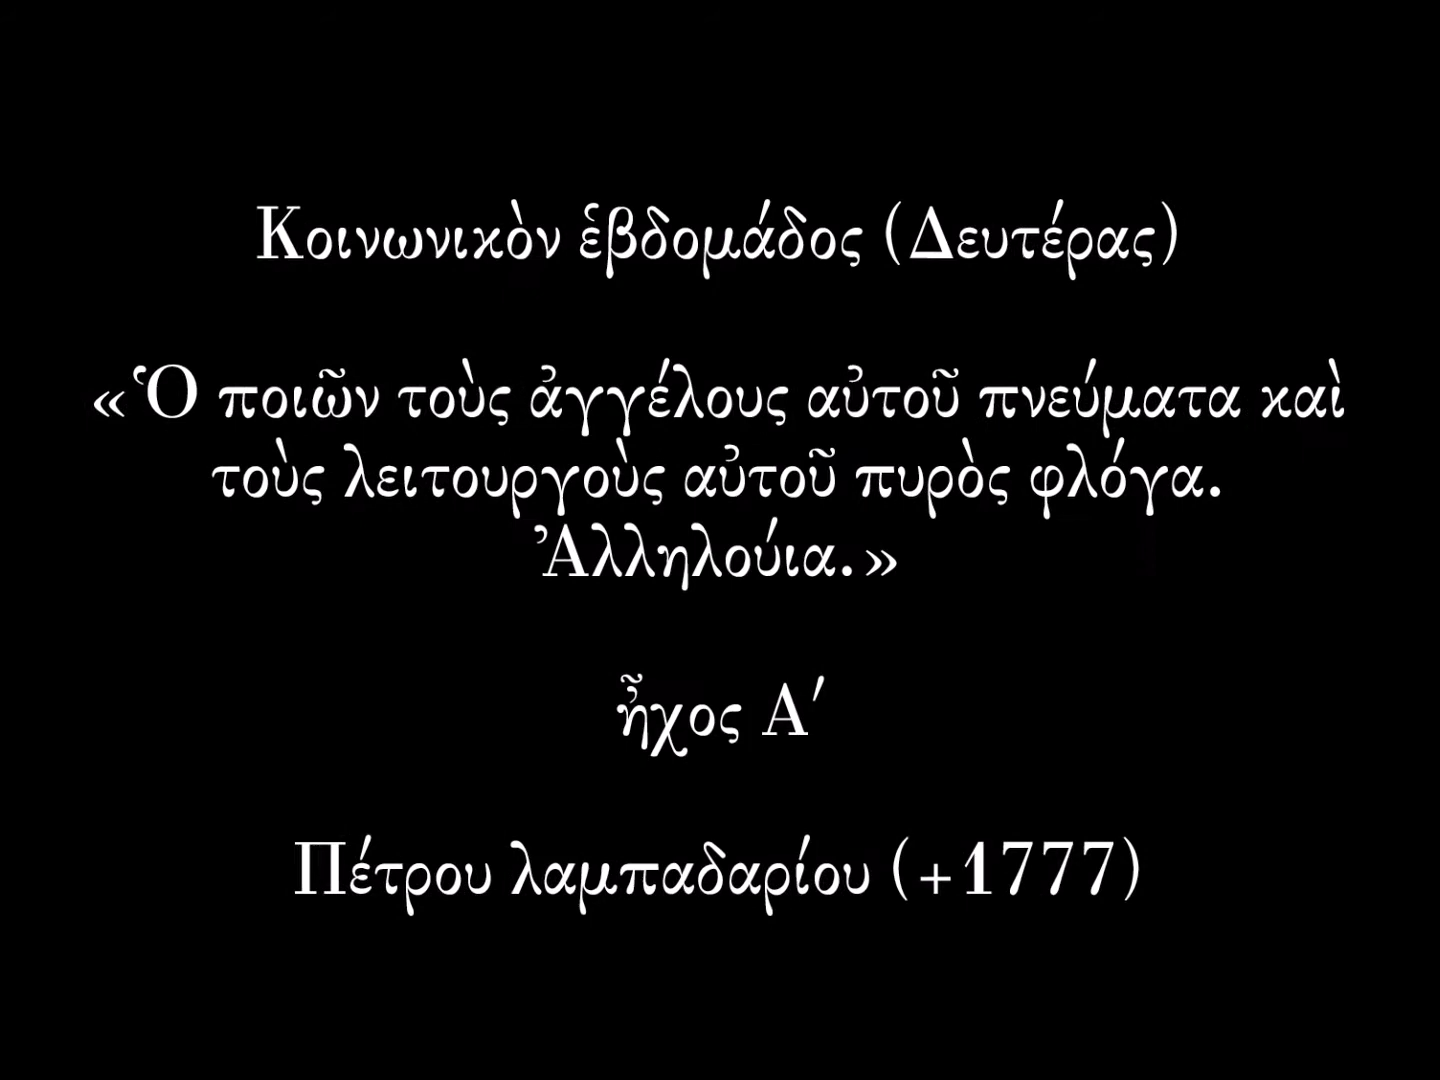 Κοινωνικὸν ἑβδομάδος (Δευτέρας)
«Ὁ ποιῶν τοὺς ἀγγέλους αὐτοῦ πνεύματα καὶ
τοὺς λειτουργοὺς αὐτοῦ πυρὸς φλόγα.
Ἀλληλούια.»
ἦχος Α΄
Πέτρου λαμπαδαρίου (+1777)